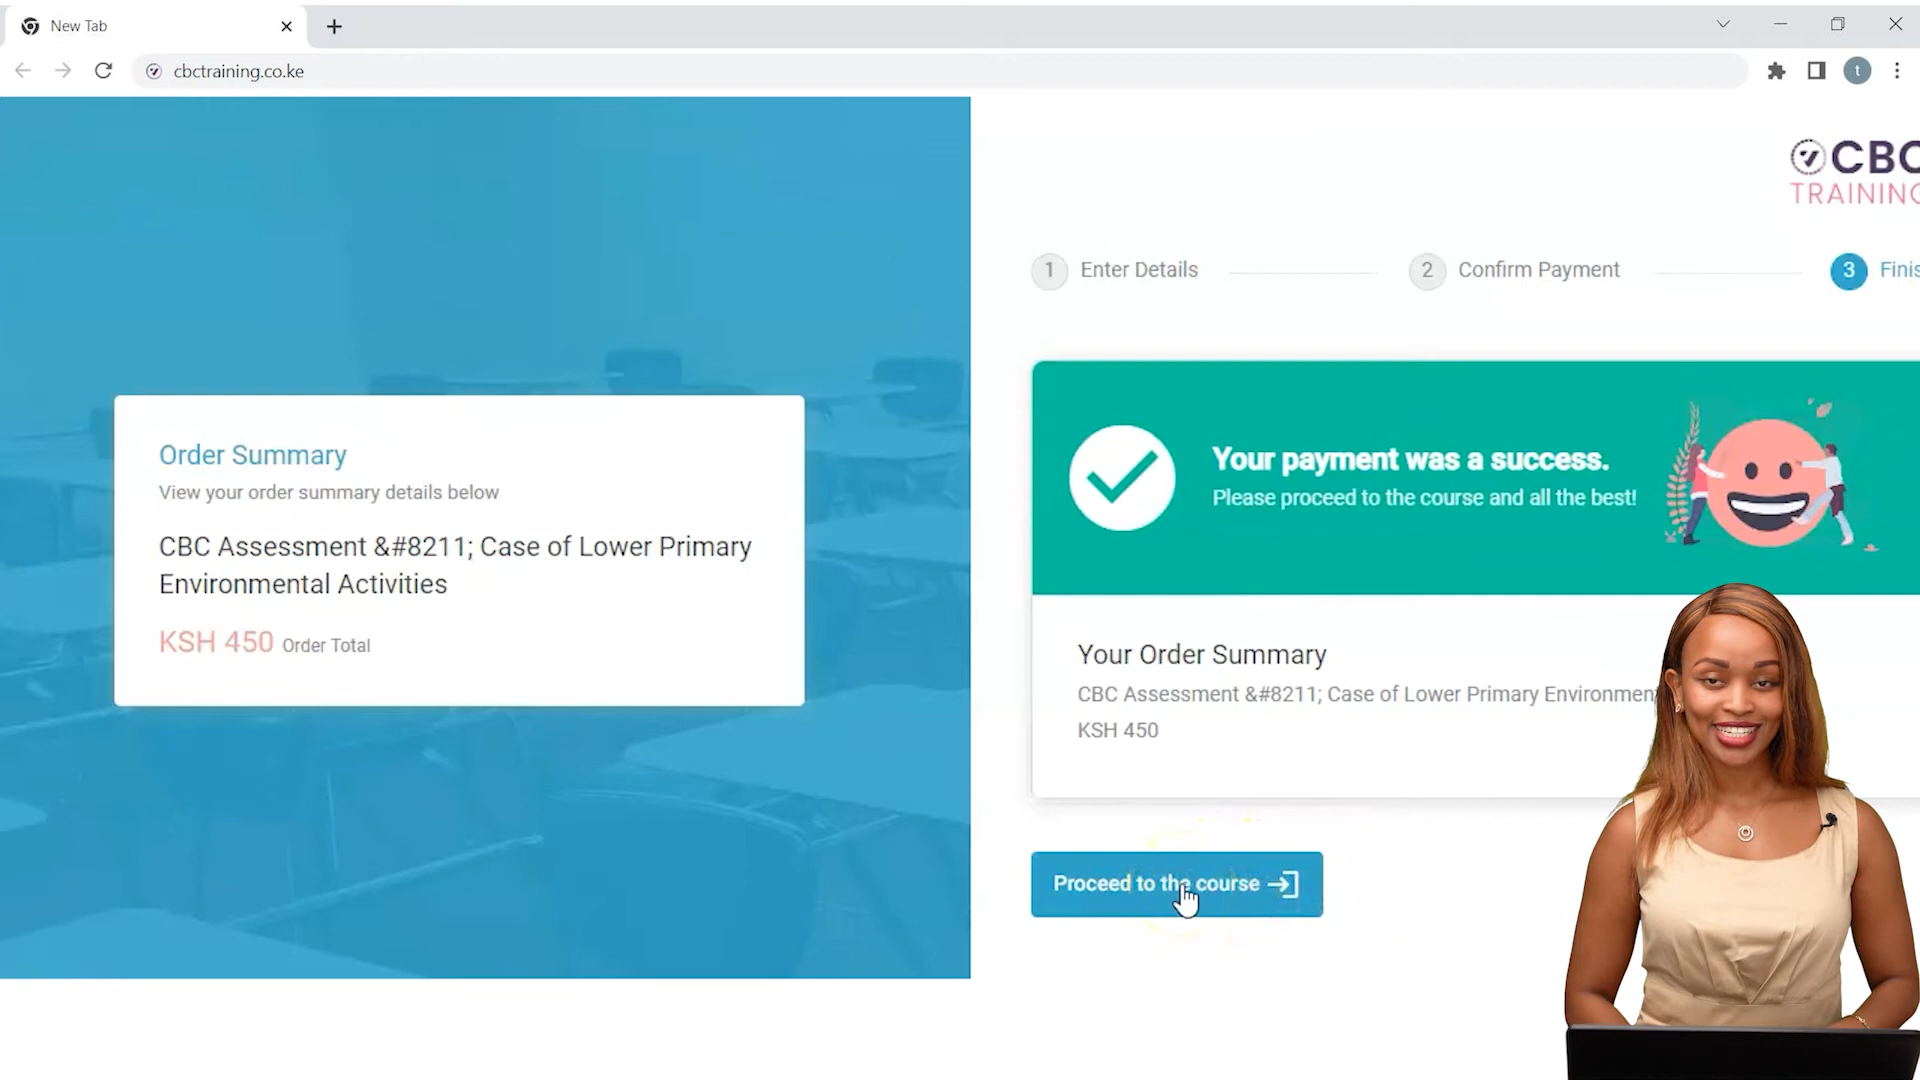 New Tab
cbctraining.co.ke
t
CBC
TRAINING
1 Enter Details
2 Confirm Payment
3
Order Summary
View your order summary details below
CBC Assessment &#8211; Case of Lower Primary
Environmental Activities
KSH 450 Order Total
Your payment was a success.
Please proceed to the course and all the best!
Your Order Summary
CBC Assessment &#8211; Case of Lower Primary
KSH 450
Proceed to the course